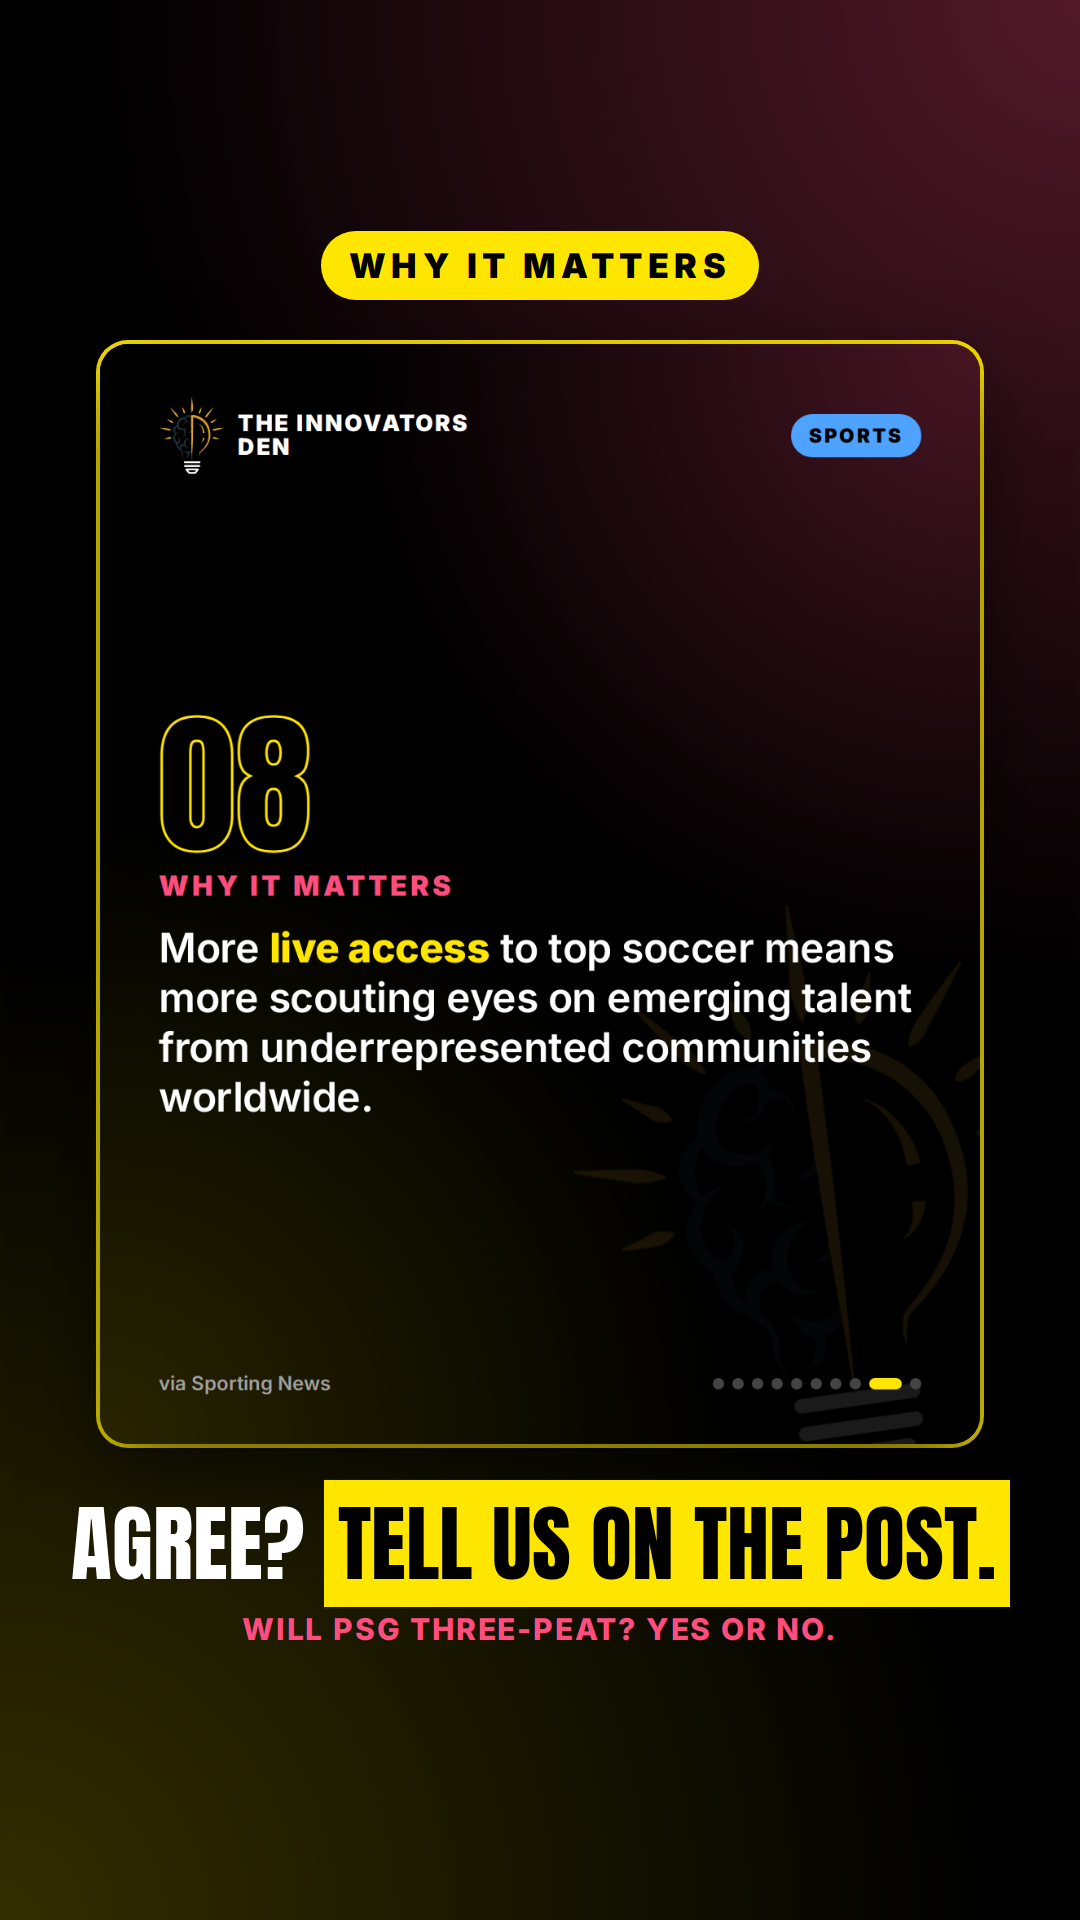 WHY IT MATTERS
THE INNOVATORS
DEN
SPORTS
08
WHY IT MATTERS
More live access to top soccer means
more scouting eyes on emerging talent
from underrepresented communities
worldwide.
via Sporting News
AGREE? TELL US ON THE POST.
WILL PSG THREE-PEAT? YES OR NO.